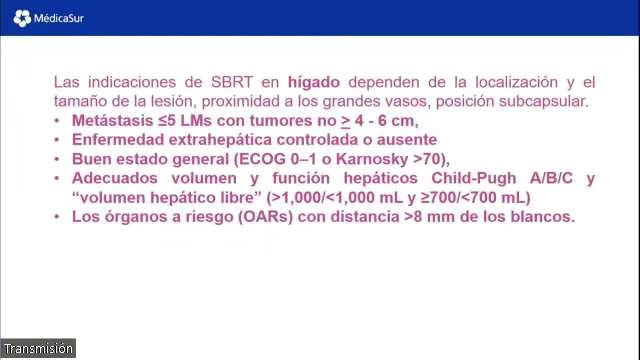 MédicaSur
Las indicaciones de SBRT en hígado dependen de la localización y el
tamaño de la lesión, proximidad a los grandes vasos, posición subcapsular.
• Metástasis ≤5 LMs con tumores no > 4 - 6 cm,
• Enfermedad extrahepática controlada o ausente
• Buen estado general (ECOG 0–1 o Karnosky >70),
• Adecuados volumen y función hepáticos Child-Pugh A/B/C y
“volumen hepático libre” (>1,000/<1,000 mL y ≥700/<700 mL)
• Los órganos a riesgo (OARs) con distancia >8 mm de los blancos.
Transmisión